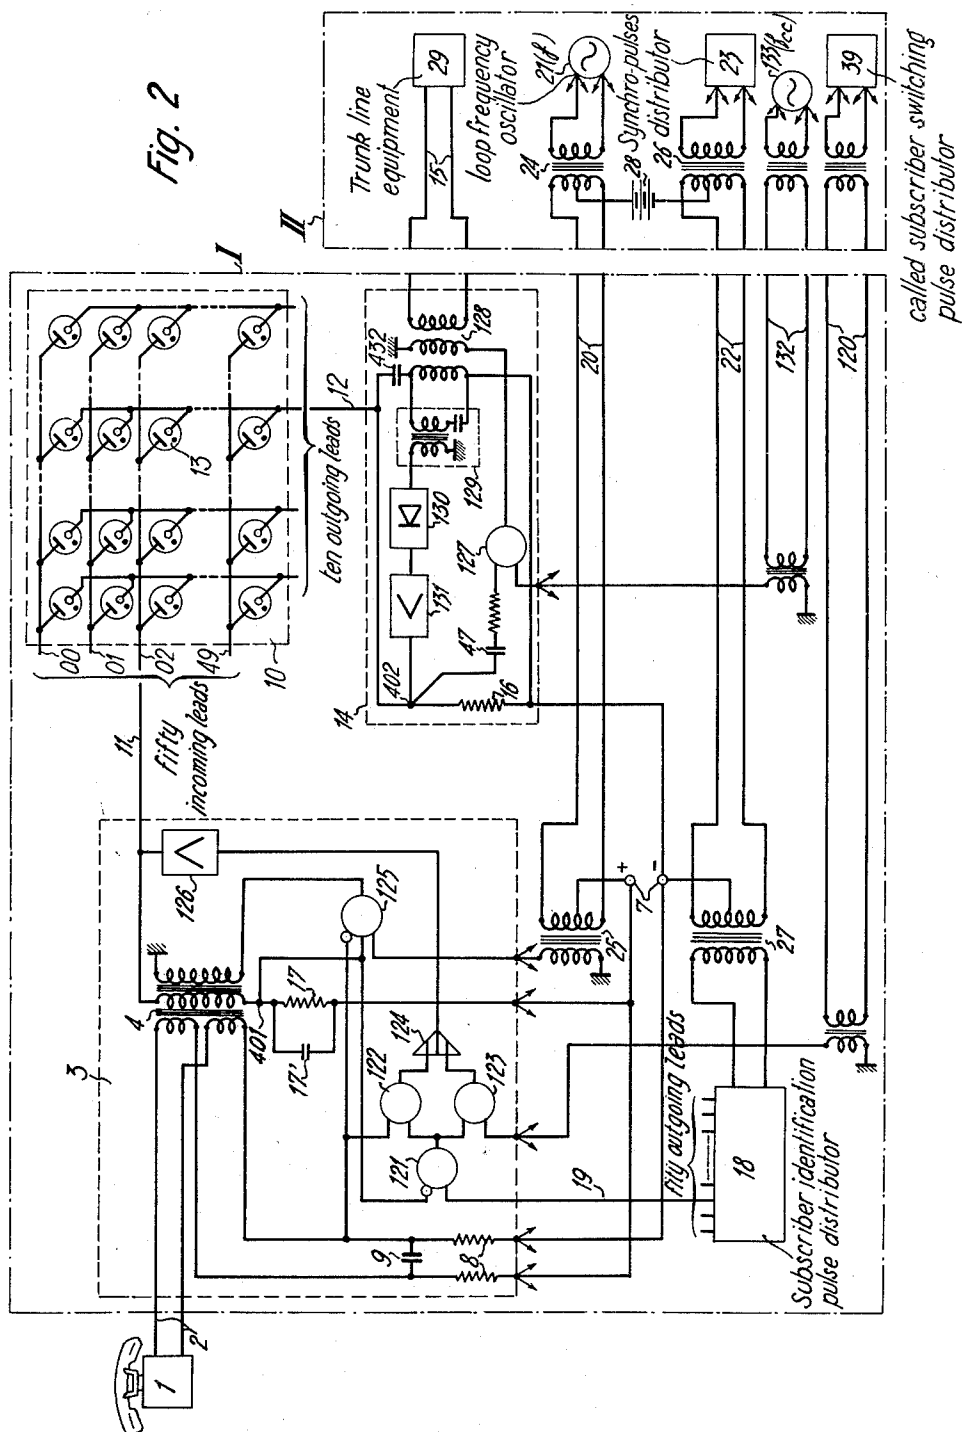 Fig. 2
I
II
Trunk line
equipment
29
15
loop frequency
oscillator
21(f)
24
28
Synchro-pulses
distributor
26
23
133(fcc)
39
called subscriber switching
pulse distributor
20
22
132
120
ten outgoing leads
12
13
00
01
02
49
10
fifty
incoming leads
11
432
128
129
130
131
127
47
402
16
14
126
125
4
3
17
17'
401
124
122
123
121
25
7
+
-
27
19
fifty outgoing leads
18
Subscriber identification
pulse distributor
9
8
2
1